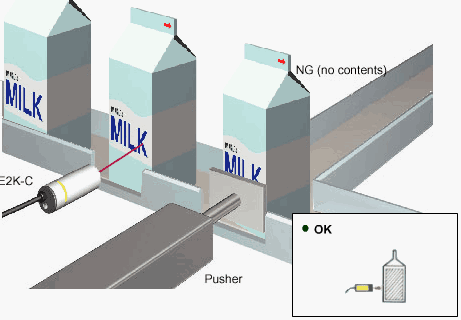 NG (no contents)
MILK
MILK
MILK
E2K-C
Pusher
OK